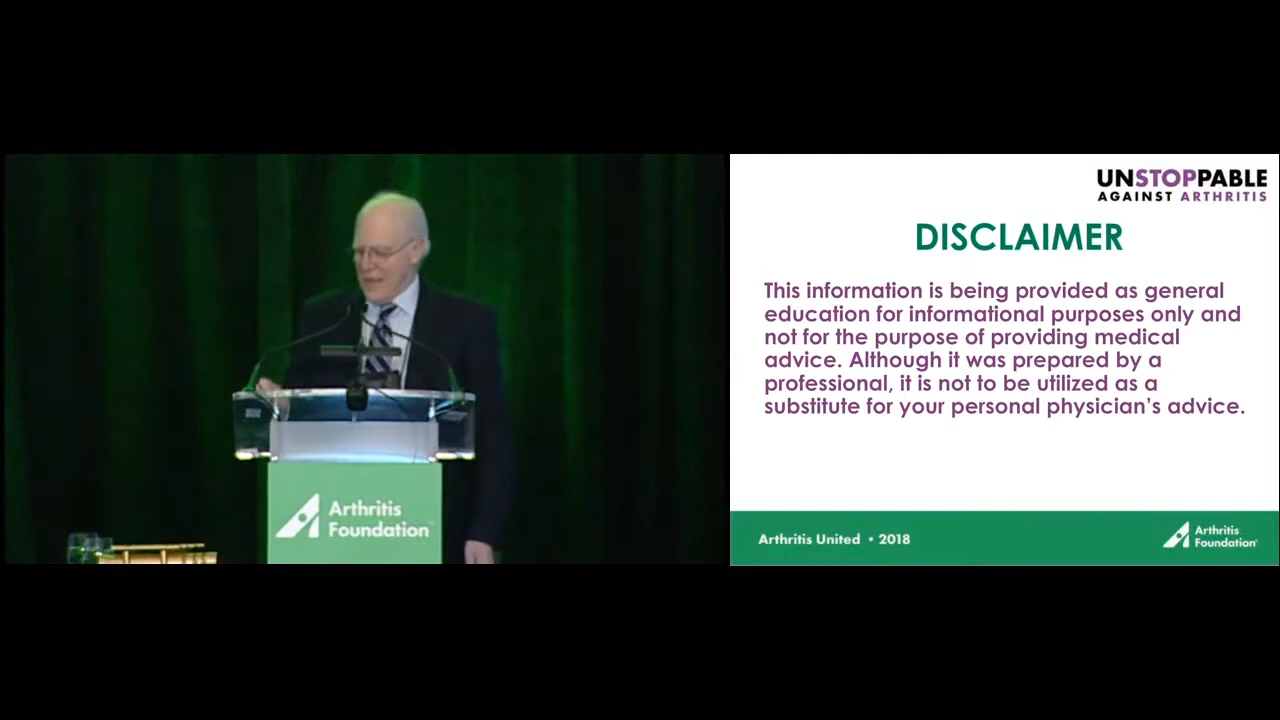 Arthritis
Foundation™
UNSTOPPABLE
AGAINST ARTHRITIS
DISCLAIMER
This information is being provided as general
education for informational purposes only and
not for the purpose of providing medical
advice. Although it was prepared by a
professional, it is not to be utilized as a
substitute for your personal physician's advice.
Arthritis United • 2018
Arthritis
Foundation